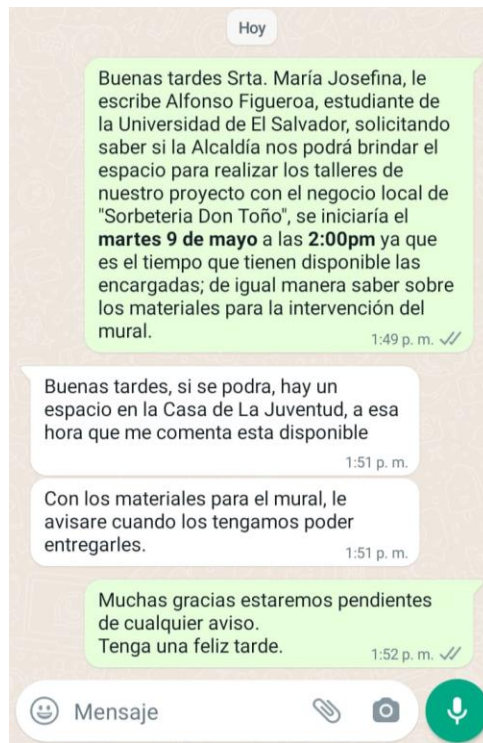 Hoy
Buenas tardes Srta. María Josefina, le
escribe Alfonso Figueroa, estudiante de
la Universidad de El Salvador, solicitando
saber si la Alcaldía nos podrá brindar el
espacio para realizar los talleres de
nuestro proyecto con el negocio local de
"Sorbeteria Don Toño", se iniciaría el
martes 9 de mayo a las 2:00pm ya que
es el tiempo que tienen disponible las
encargadas; de igual manera saber sobre
los materiales para la intervención del
mural.
1:49 p. m.
Buenas tardes, si se podra, hay un
espacio en la Casa de La Juventud, a esa
hora que me comenta esta disponible
1:51 p. m.
Con los materiales para el mural, le
avisare cuando los tengamos poder
entregarles.
1:51 p. m.
Muchas gracias estaremos pendientes
de cualquier aviso.
Tenga una feliz tarde.
1:52 p. m.
Mensaje